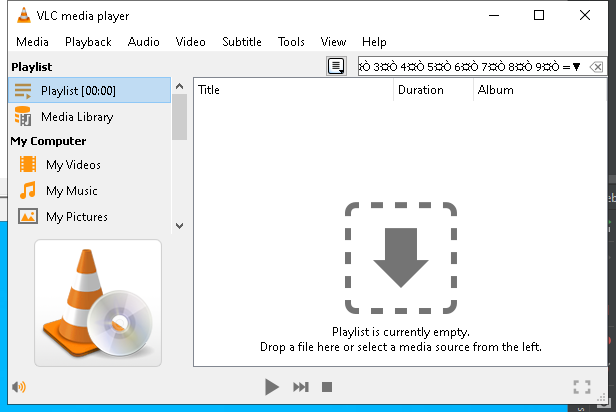 VLC media player
Media Playback Audio Video Subtitle Tools View Help
Playlist
3¤Ò 4¤Ò 5¤Ò 6¤Ò 7¤Ò 8¤Ò 9¤Ò =▼
Playlist [00:00]
Title Duration Album
Media Library
My Computer
My Videos
My Music
My Pictures
Playlist is currently empty.
Drop a file here or select a media source from the left.